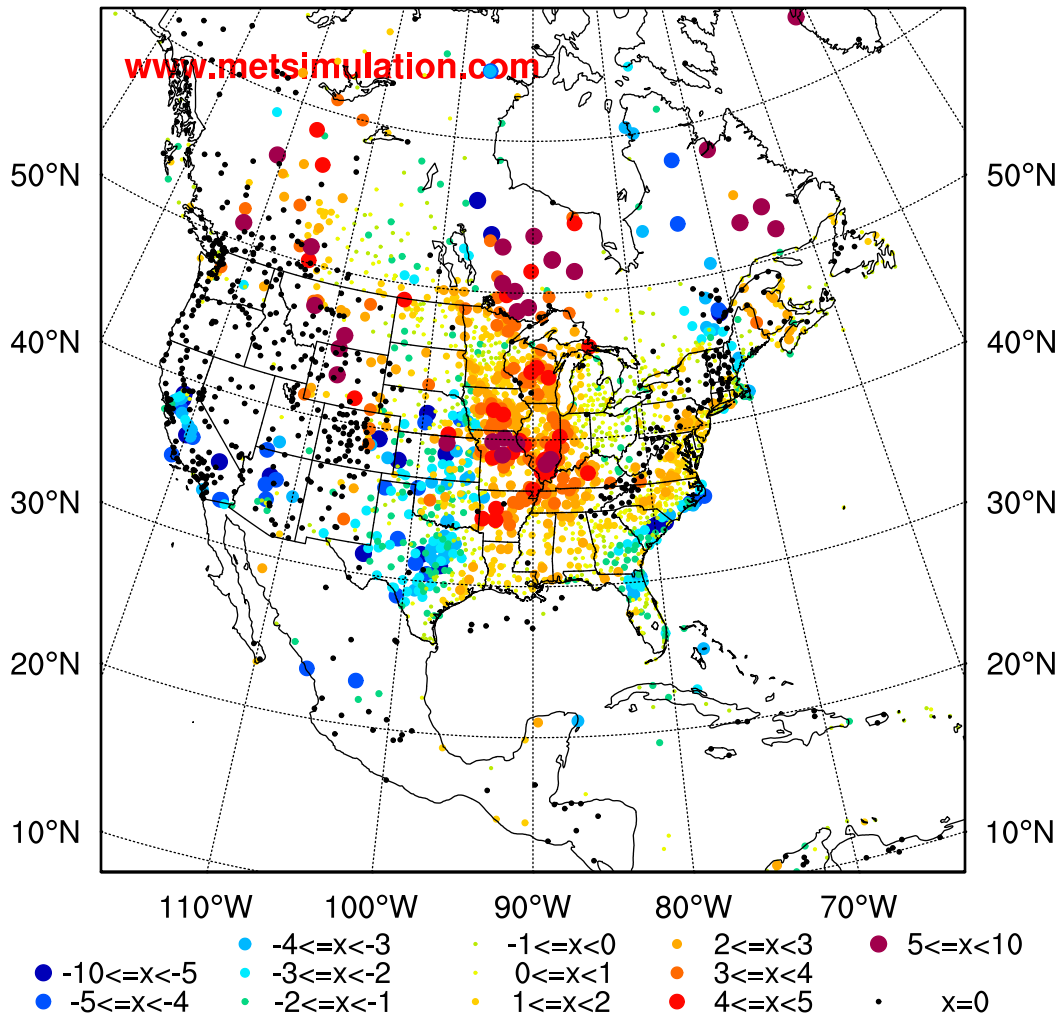 www.metsimulation.com
50°N 50°N
40°N 40°N
30°N 30°N
20°N 20°N
10°N 10°N
110°W 100°W 90°W 80°W 70°W
-4<=x<-3 -1<=x<0 2<=x<3 5<=x<10
-10<=x<-5 -3<=x<-2 0<=x<1 3<=x<4
-5<=x<-4 -2<=x<-1 1<=x<2 4<=x<5 x=0